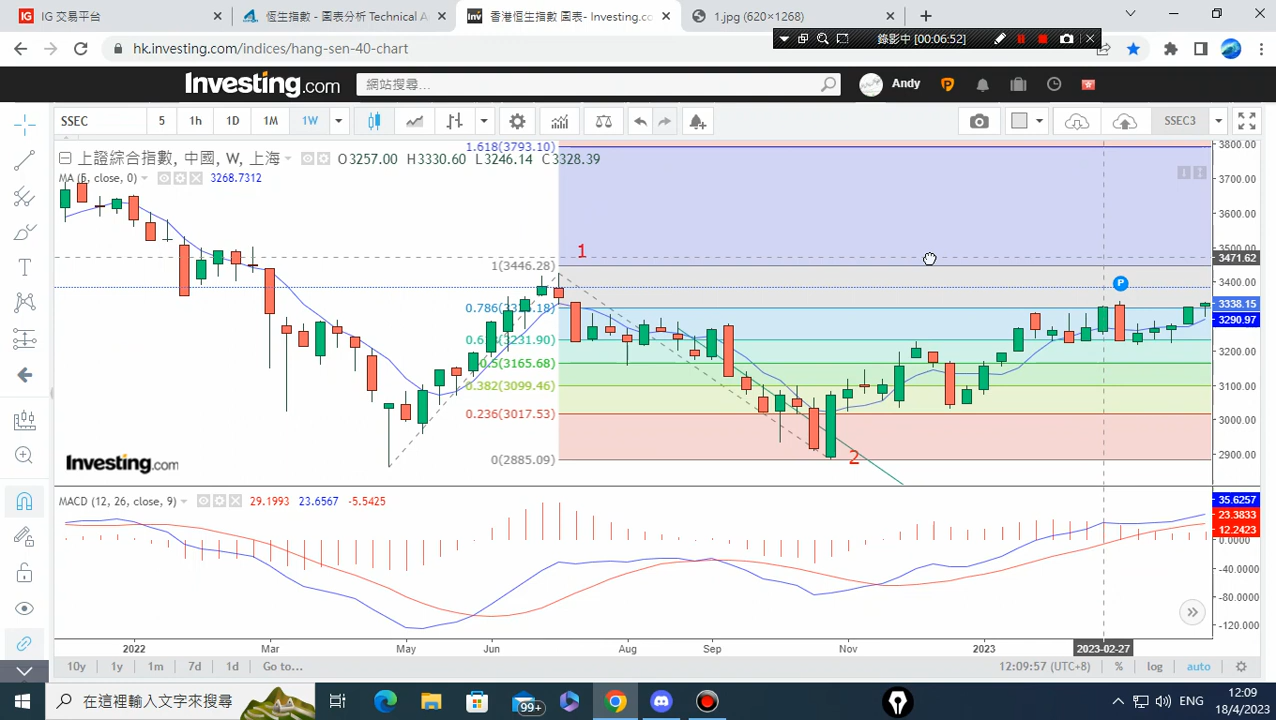 IG 交易平台
恆生指數 - 圖表分析 Technical A
香港恒生指數 圖表- Investing.com
1.jpg (620×1268)
hk.investing.com/indices/hang-sen-40-chart
錄影中 [00:06:52]
Investing.com
網站搜尋...
Andy
SSEC
5
1h
1D
1M
1W
SSEC3
上證綜合指數, 中國, W, 上海
O3257.00 H3330.60 L3246.14 C3328.39
MA (5, close, 0)
3268.7312
1.618(3793.10)
1(3446.28)
0.5(3165.68)
0.382(3099.46)
0.236(3017.53)
0(2885.09)
1
2
P
3800.00
3700.00
3600.00
3500.00
3471.62
3400.00
3338.15
3290.97
3200.00
3100.00
3000.00
2900.00
Investing.com
MACD (12, 26, close, 9)
29.1993
23.6567
-5.5425
35.6257
23.3833
12.2423
0.0000
-40.0000
-80.0000
-120.000
2022
Mar
May
Jun
Aug
Sep
Nov
2023
2023-02-27
10y
1y
1m
7d
1d
Go to...
12:09:57 (UTC+8)
%
log
auto
在這裡輸入文字來搜尋
99+
ENG
12:09
18/4/2023